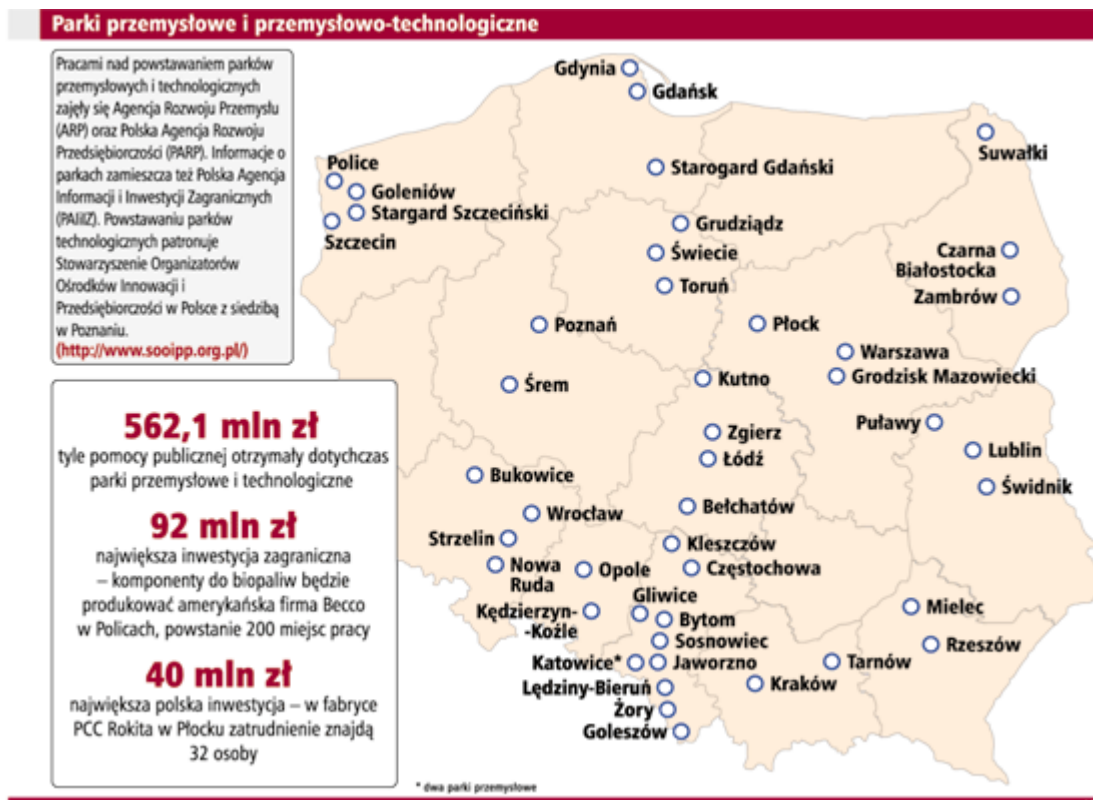 Parki przemysłowe i przemysłowo-technologiczne
Pracami nad powstawaniem parków
przemysłowych i technologicznych
zajęły się Agencja Rozwoju Przemysłu
(ARP) oraz Polska Agencja Rozwoju
Przedsiębiorczości (PARP). Informacje o
parkach zamieszcza też Polska Agencja
Informacji i Inwestycji Zagranicznych
(PAIiIZ). Powstawaniu parków
technologicznych patronuje
Stowarzyszenie Organizatorów
Ośrodków Innowacji i
Przedsiębiorczości w Polsce z siedzibą
w Poznaniu.
(http://www.sooipp.org.pl/)
562,1 mln zł
tyle pomocy publicznej otrzymały dotychczas
parki przemysłowe i technologiczne
92 mln zł
największa inwestycja zagraniczna
– komponenty do biopaliw będzie
produkować amerykańska firma Becco
w Policach, powstanie 200 miejsc pracy
40 mln zł
największa polska inwestycja – w fabryce
PCC Rokita w Płocku zatrudnienie znajdą
32 osoby
Gdynia
Gdańsk
Suwałki
Police
Starogard Gdański
Goleniów
Stargard Szczeciński
Szczecin
Grudziądz
Świecie
Czarna
Białostocka
Toruń
Zambrów
Poznań
Płock
Warszawa
Śrem
Kutno
Grodzisk Mazowiecki
Puławy
Zgierz
Lublin
Łódź
Bukowice
Świdnik
Bełchatów
Wrocław
Strzelin
Kleszczów
Nowa
Ruda
Opole
Częstochowa
Gliwice
Kędzierzyn-
-Koźle
Bytom
Mielec
Sosnowiec
Rzeszów
Katowice*
Jaworzno
Tarnów
Lędziny-Bieruń
Kraków
Żory
Goleszów
* dwa parki przemysłowe